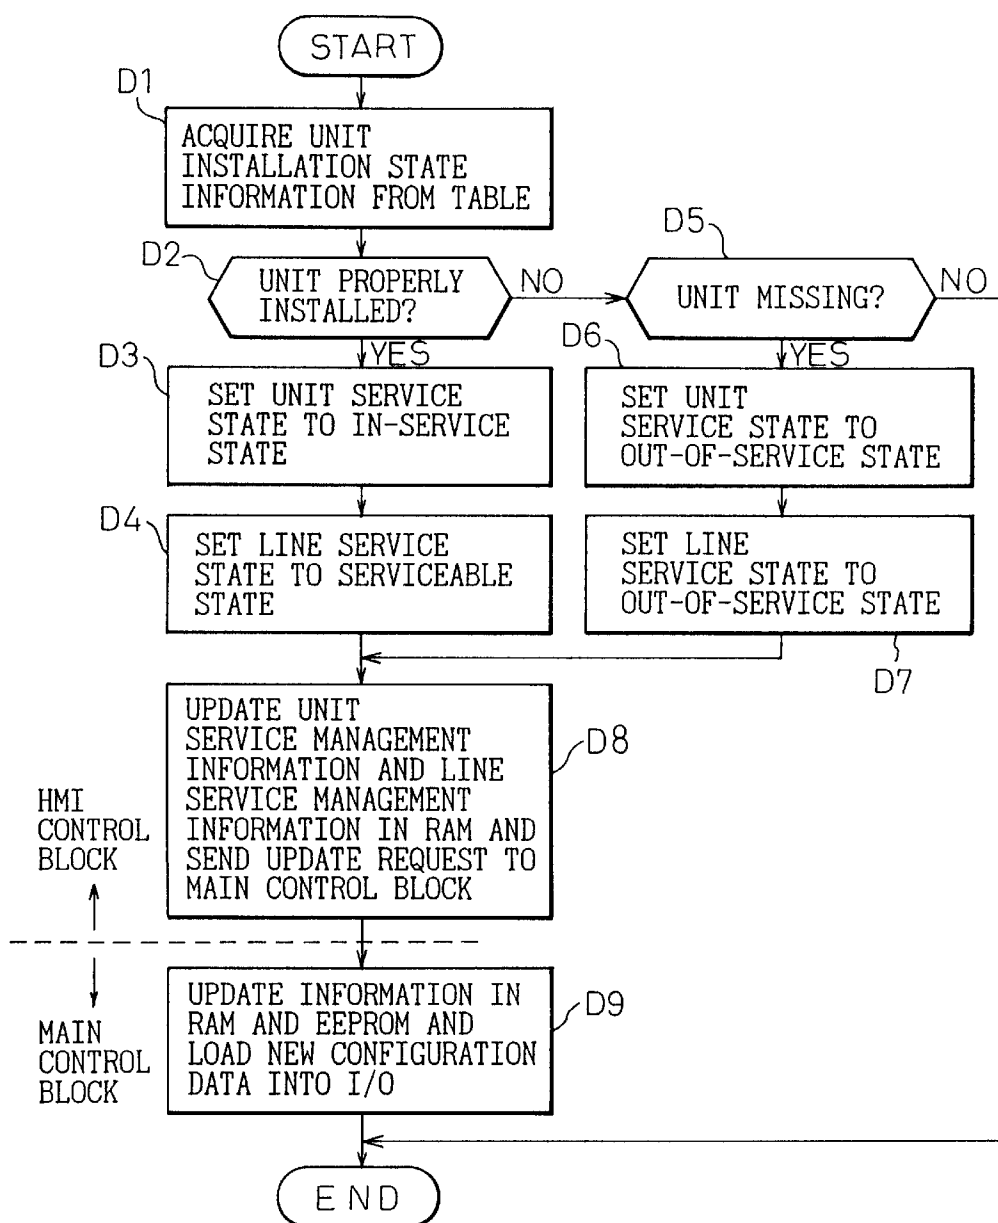 START
D1
ACQUIRE UNIT
INSTALLATION STATE
INFORMATION FROM TABLE
D2
UNIT PROPERLY
INSTALLED?
NO
D5
UNIT MISSING?
NO
YES
D3
SET UNIT SERVICE
STATE TO IN-SERVICE
STATE
YES
D6
SET UNIT
SERVICE STATE TO
OUT-OF-SERVICE STATE
D4
SET LINE SERVICE
STATE TO SERVICEABLE
STATE
SET LINE
SERVICE STATE TO
OUT-OF-SERVICE STATE
D7
UPDATE UNIT
SERVICE MANAGEMENT
INFORMATION AND LINE
SERVICE MANAGEMENT
INFORMATION IN RAM AND
SEND UPDATE REQUEST TO
MAIN CONTROL BLOCK
D8
HMI
CONTROL
BLOCK
MAIN
CONTROL
BLOCK
UPDATE INFORMATION IN
RAM AND EEPROM AND
LOAD NEW CONFIGURATION
DATA INTO I/O
D9
END